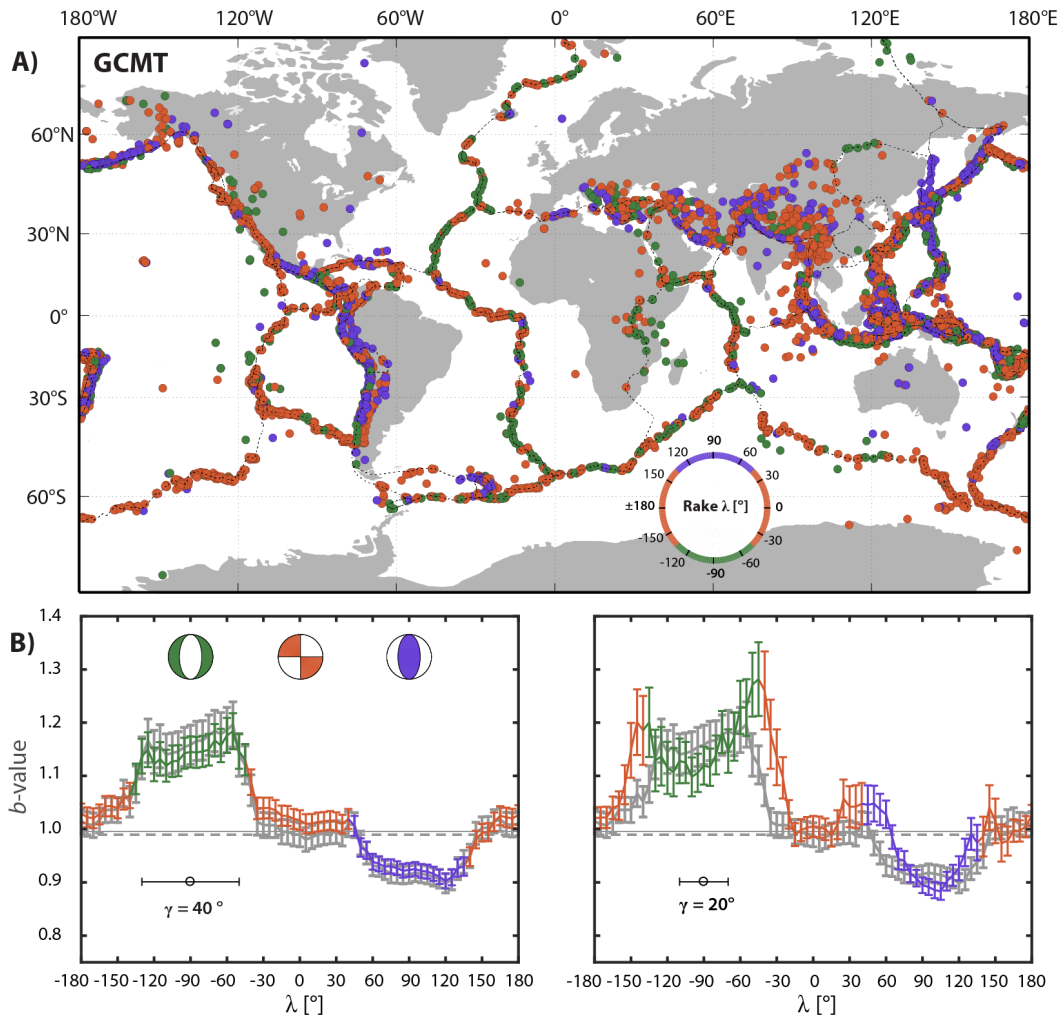 180°W 120°W 60°W 0° 60°E 120°E 180°E
A) GCMT
60°N
30°N
0°
30°S
60°S
90
120 60
150 30
±180 Rake λ [°] 0
-150 -30
-120 -60
-90
B)
1.4
1.3
1.2
1.1
1.0
0.9
0.8
b-value
γ = 40 °
γ = 20°
-180 -150 -120 -90 -60 -30 0 30 60 90 120 150 180
-180 -150 -120 -90 -60 -30 0 30 60 90 120 150 180
λ [°]
λ [°]